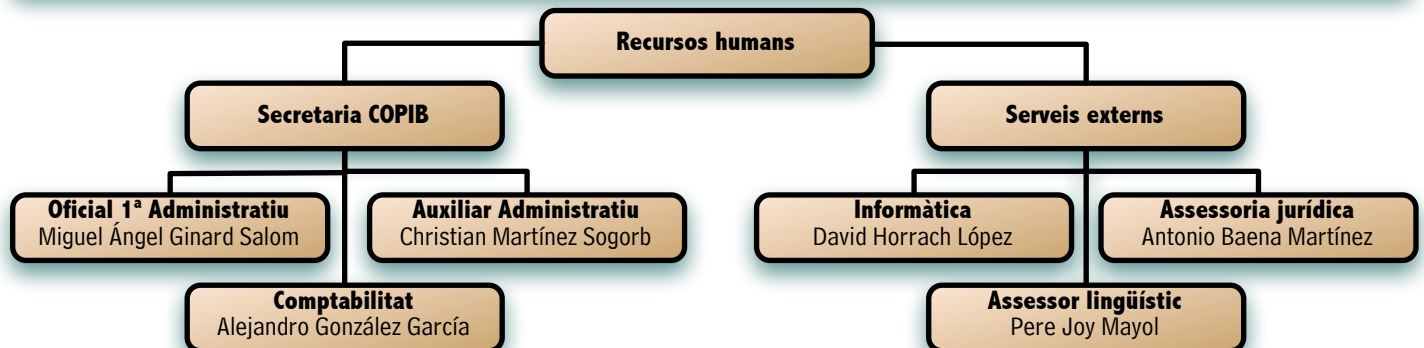 Recursos humans
Secretaria COPIB
Serveis externs
Oficial 1ª Administratiu
Miguel Ángel Ginard Salom
Auxiliar Administratiu
Christian Martínez Sogorb
Informàtica
David Horrach López
Assessoria jurídica
Antonio Baena Martínez
Comptabilitat
Alejandro González García
Assessor lingüístic
Pere Joy Mayol